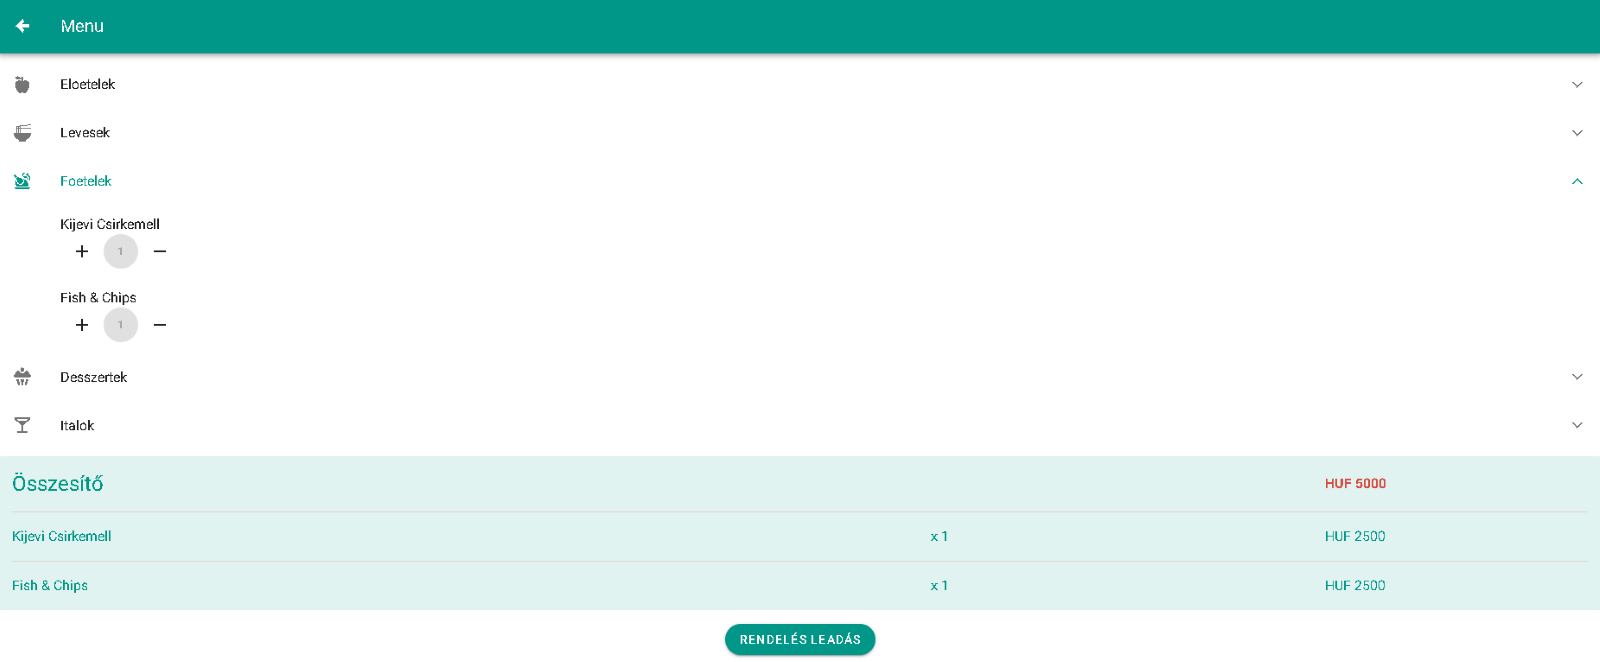 Menu
Eloetelek
Levesek
Foetelek
Kijevi Csirkemell
+ 1 −
Fish & Chips
+ 1 −
Desszertek
Italok
Összesítő HUF 5000
Kijevi Csirkemell x 1 HUF 2500
Fish & Chips x 1 HUF 2500
RENDELÉS LEADÁS